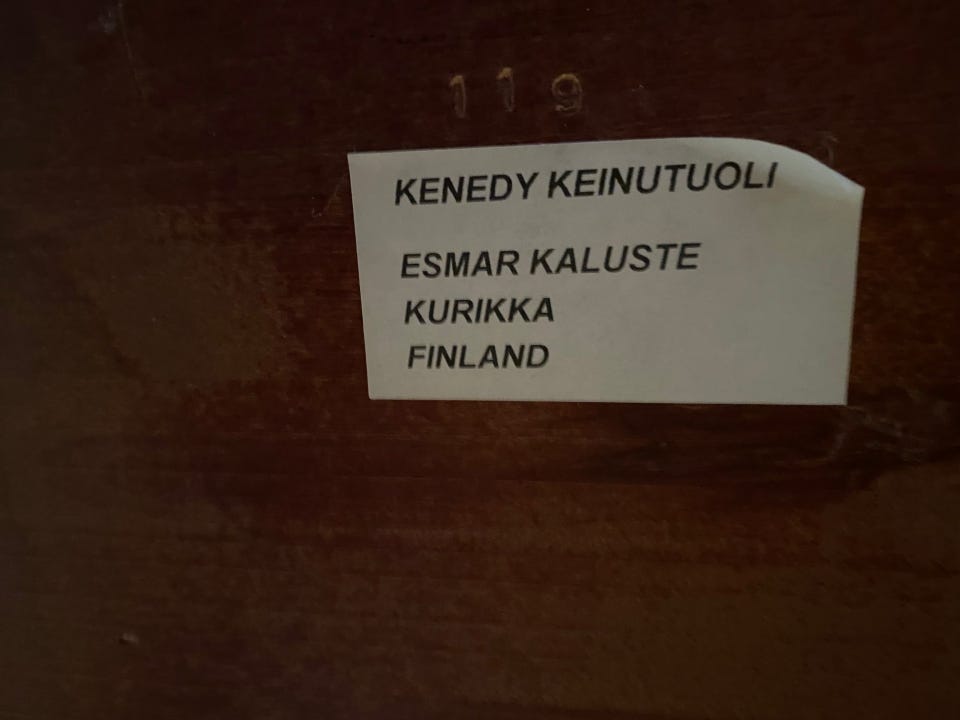 119
KENEDY KEINUTUOLI
ESMAR KALUSTE
KURIKKA
FINLAND